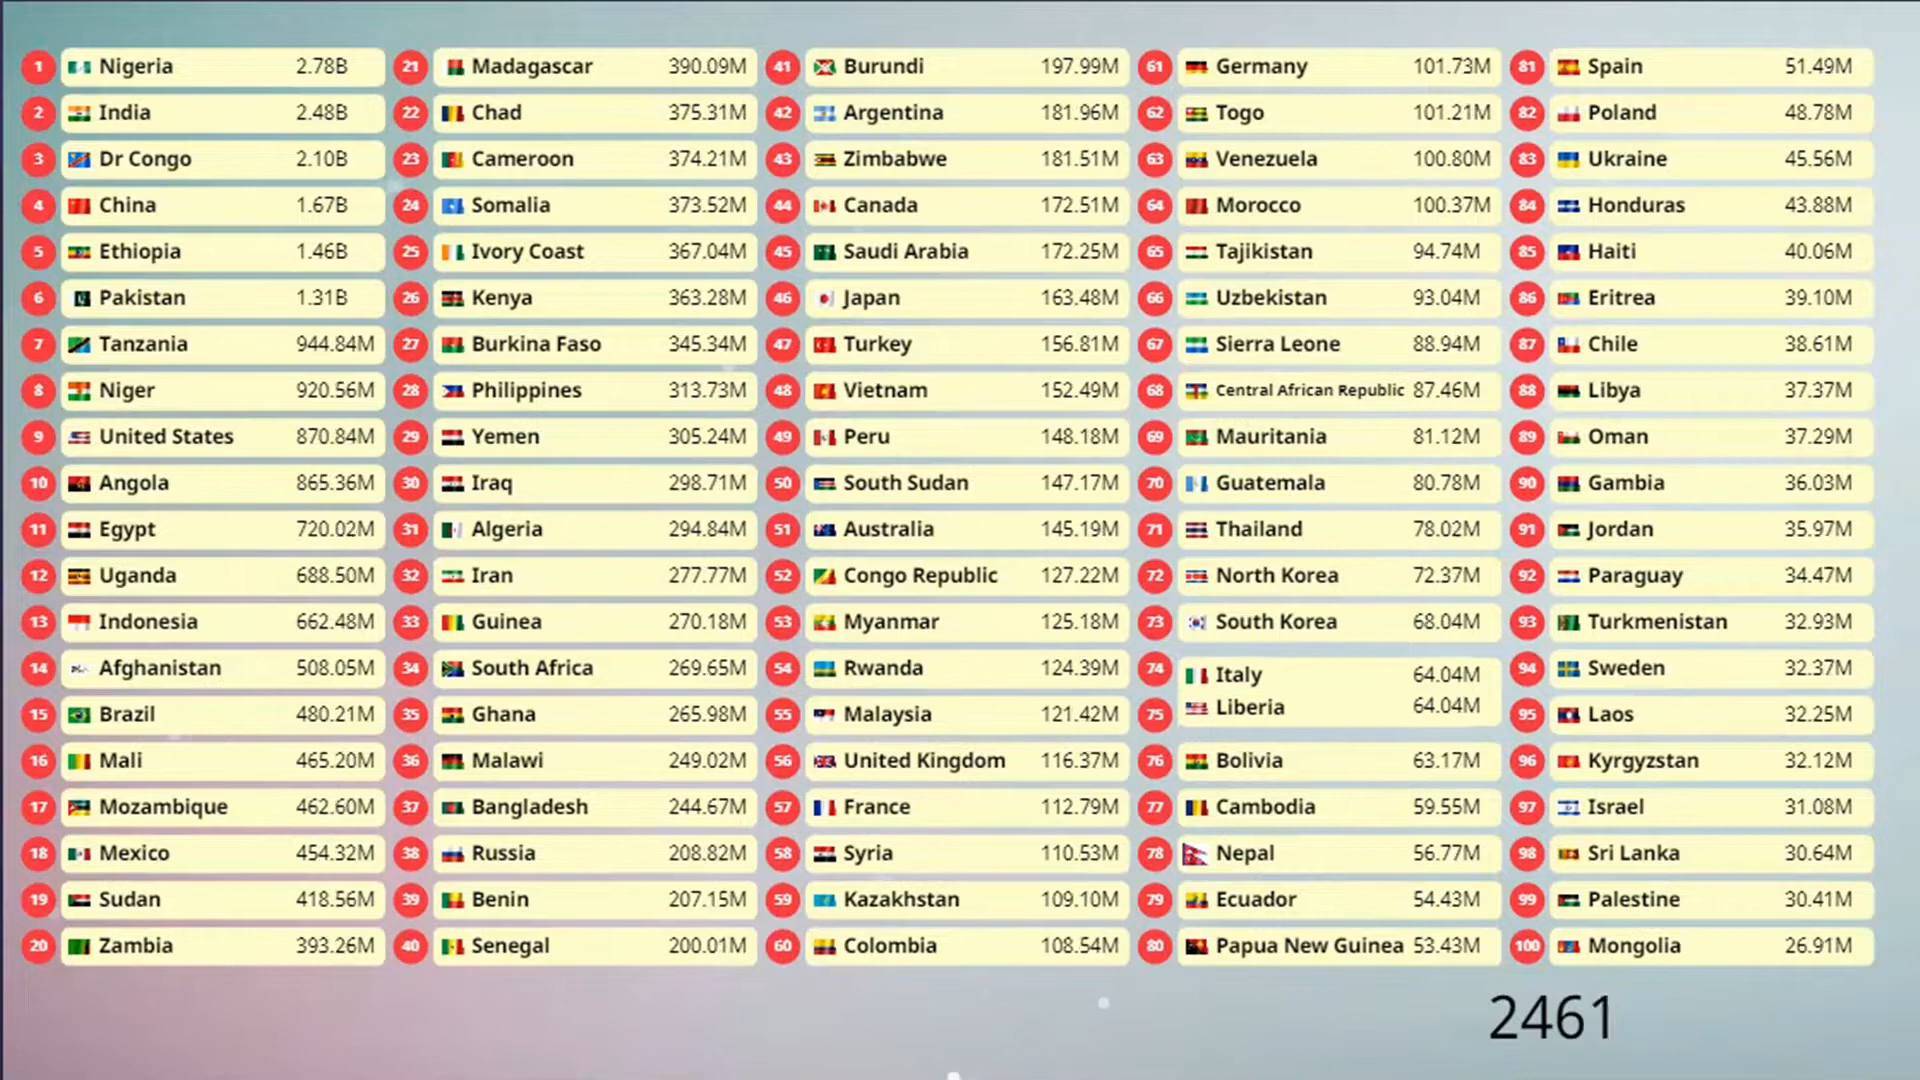 1 Nigeria 2.78B
2 India 2.48B
3 Dr Congo 2.10B
4 China 1.67B
5 Ethiopia 1.46B
6 Pakistan 1.31B
7 Tanzania 944.84M
8 Niger 920.56M
9 United States 870.84M
10 Angola 865.36M
11 Egypt 720.02M
12 Uganda 688.50M
13 Indonesia 662.48M
14 Afghanistan 508.05M
15 Brazil 480.21M
16 Mali 465.20M
17 Mozambique 462.60M
18 Mexico 454.32M
19 Sudan 418.56M
20 Zambia 393.26M
21 Madagascar 390.09M
22 Chad 375.31M
23 Cameroon 374.21M
24 Somalia 373.52M
25 Ivory Coast 367.04M
26 Kenya 363.28M
27 Burkina Faso 345.34M
28 Philippines 313.73M
29 Yemen 305.24M
30 Iraq 298.71M
31 Algeria 294.84M
32 Iran 277.77M
33 Guinea 270.18M
34 South Africa 269.65M
35 Ghana 265.98M
36 Malawi 249.02M
37 Bangladesh 244.67M
38 Russia 208.82M
39 Benin 207.15M
40 Senegal 200.01M
41 Burundi 197.99M
42 Argentina 181.96M
43 Zimbabwe 181.51M
44 Canada 172.51M
45 Saudi Arabia 172.25M
46 Japan 163.48M
47 Turkey 156.81M
48 Vietnam 152.49M
49 Peru 148.18M
50 South Sudan 147.17M
51 Australia 145.19M
52 Congo Republic 127.22M
53 Myanmar 125.18M
54 Rwanda 124.39M
55 Malaysia 121.42M
56 United Kingdom 116.37M
57 France 112.79M
58 Syria 110.53M
59 Kazakhstan 109.10M
60 Colombia 108.54M
61 Germany 101.73M
62 Togo 101.21M
63 Venezuela 100.80M
64 Morocco 100.37M
65 Tajikistan 94.74M
66 Uzbekistan 93.04M
67 Sierra Leone 88.94M
68 Central African Republic 87.46M
69 Mauritania 81.12M
70 Guatemala 80.78M
71 Thailand 78.02M
72 North Korea 72.37M
73 South Korea 68.04M
74 Italy 64.04M
75 Liberia 64.04M
76 Bolivia 63.17M
77 Cambodia 59.55M
78 Nepal 56.77M
79 Ecuador 54.43M
80 Papua New Guinea 53.43M
81 Spain 51.49M
82 Poland 48.78M
83 Ukraine 45.56M
84 Honduras 43.88M
85 Haiti 40.06M
86 Eritrea 39.10M
87 Chile 38.61M
88 Libya 37.37M
89 Oman 37.29M
90 Gambia 36.03M
91 Jordan 35.97M
92 Paraguay 34.47M
93 Turkmenistan 32.93M
94 Sweden 32.37M
95 Laos 32.25M
96 Kyrgyzstan 32.12M
97 Israel 31.08M
98 Sri Lanka 30.64M
99 Palestine 30.41M
100 Mongolia 26.91M
2461